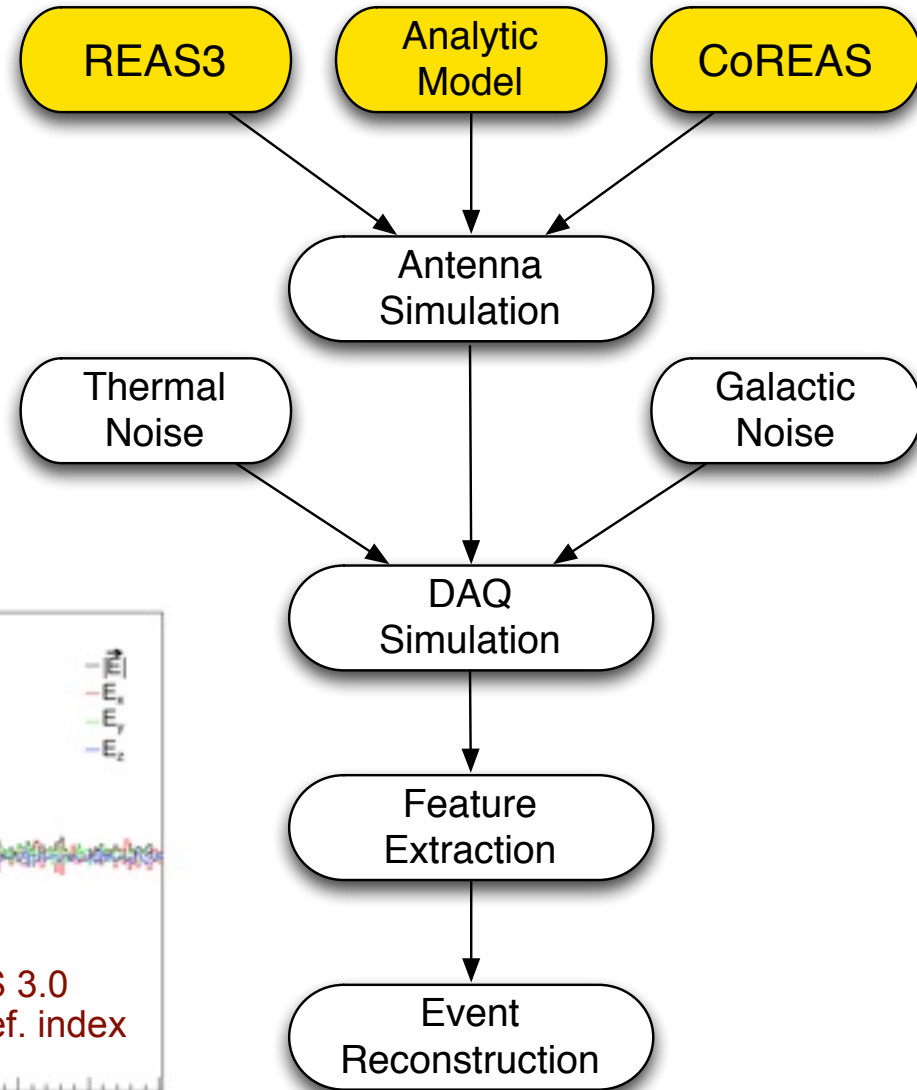 REAS3
Analytic
Model
CoREAS
Antenna
Simulation
Thermal
Noise
Galactic
Noise
DAQ
Simulation
|E|
Ex
Ey
Ez
Feature
Extraction
3.0
index
Event
Reconstruction